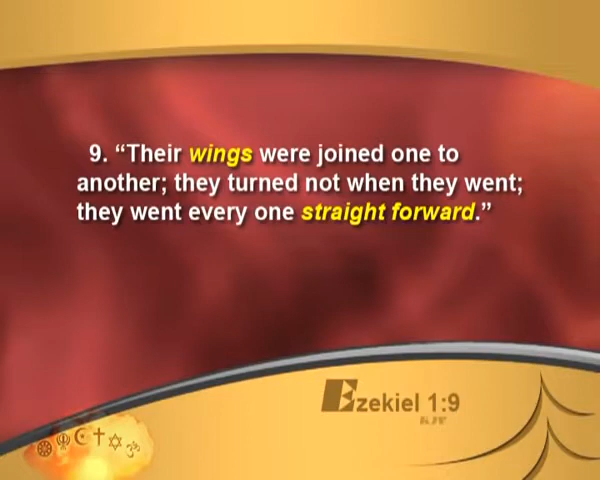 9. “Their wings were joined one to
another; they turned not when they went;
they went every one straight forward.”
Ezekiel 1:9